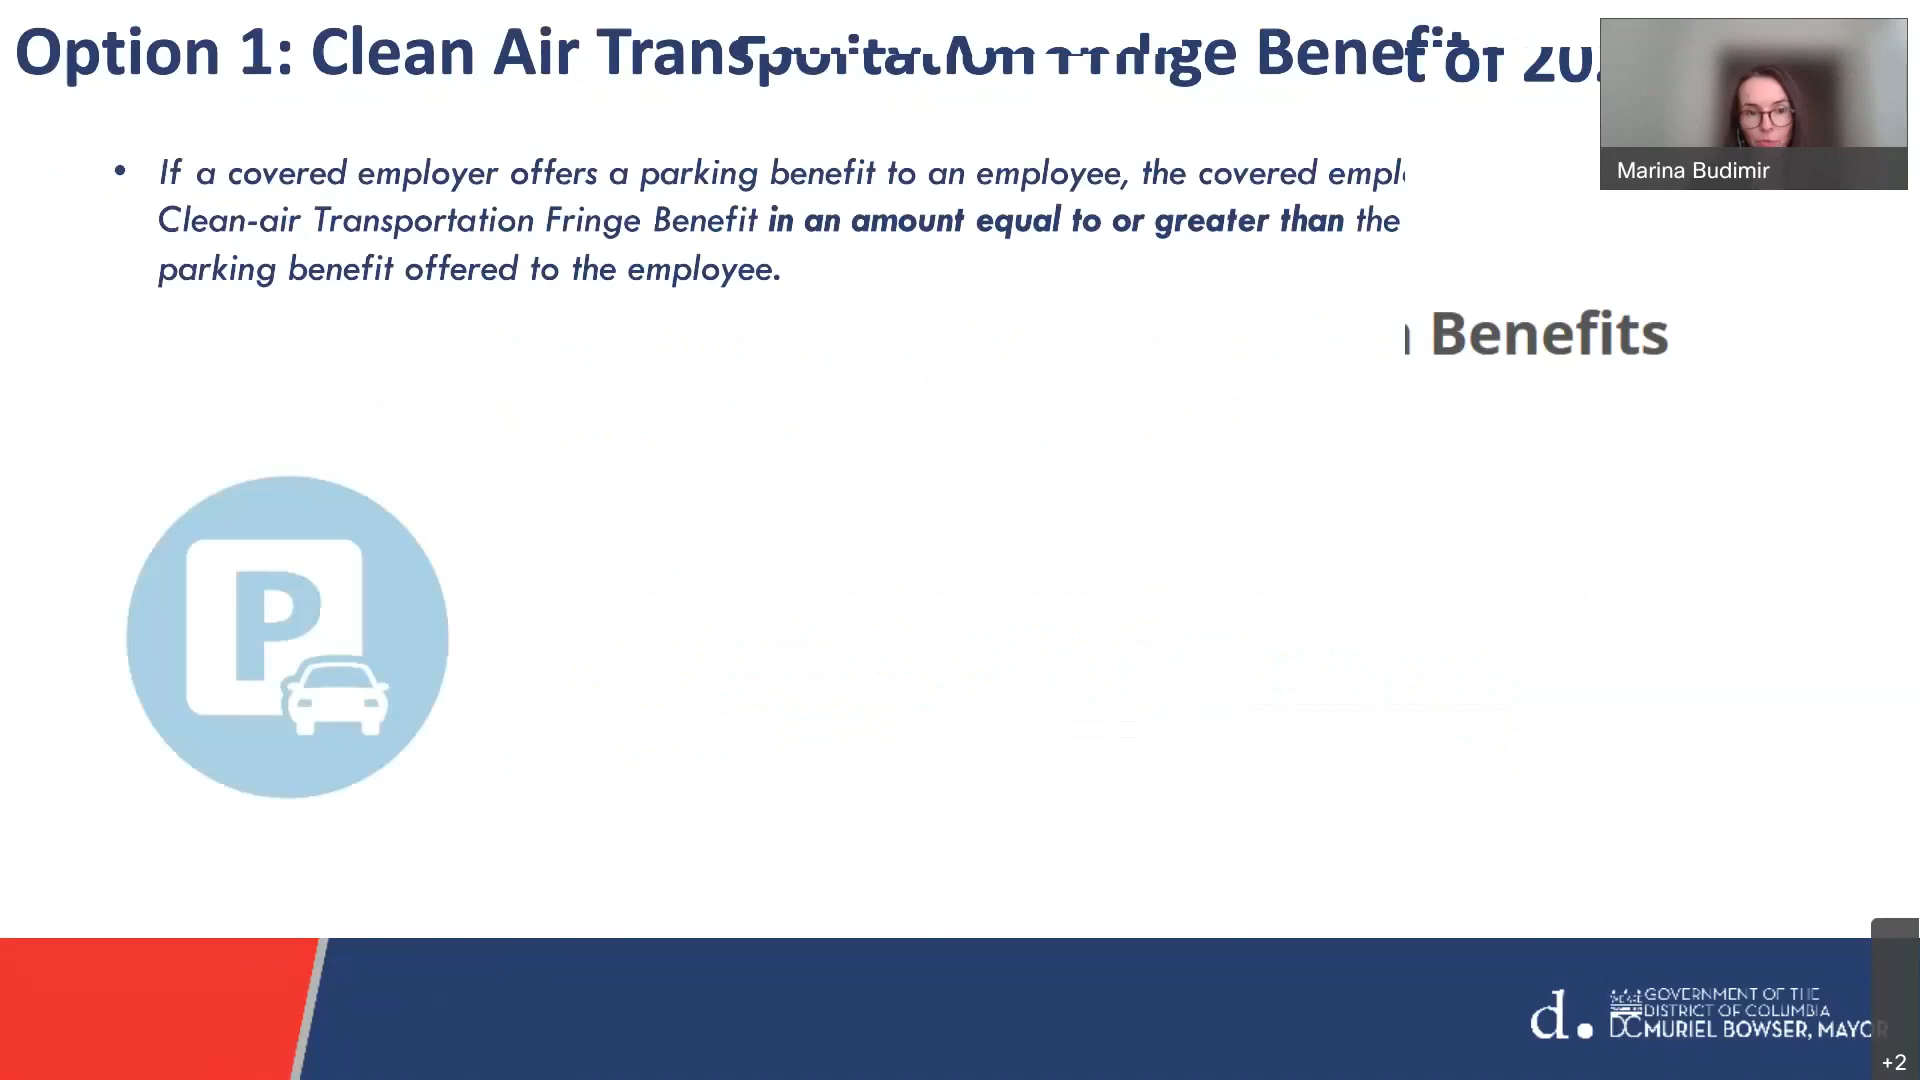 Option 1: Clean Air Fringe Benefit of
• If a covered employer offers a parking benefit to an employee, the covered
Clean-air Transportation Fringe Benefit in an amount equal to or greater than the
parking benefit offered to the employee.
Benefits
P
Marina Budimir
d.
GOVERNMENT OF THE
DISTRICT OF COLUMBIA
DC MURIEL BOWSER, MAYOR
+2